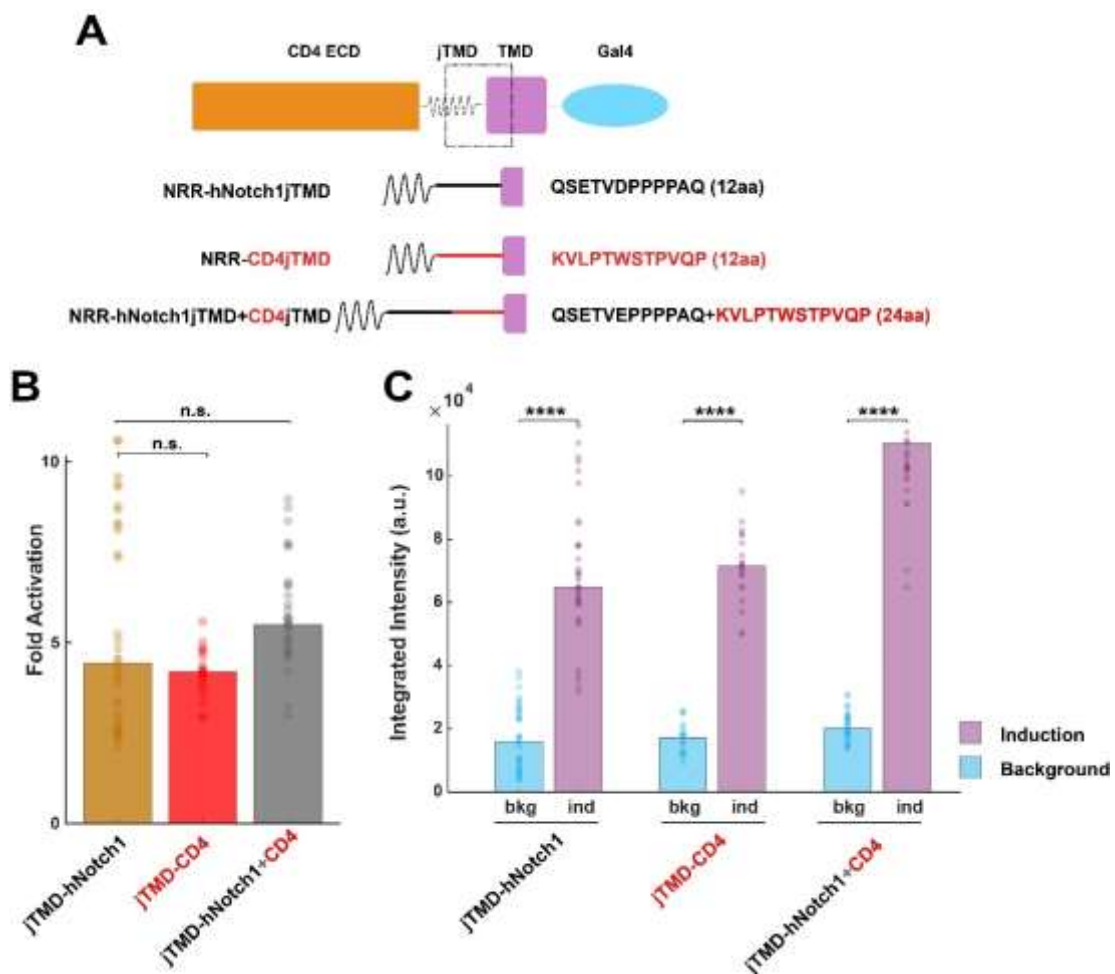 A
CD4 ECD jTMD TMD Gal4
NRR-hNotch1jTMD QSETVDPPPPAQ (12aa)
NRR-CD4jTMD KVLPTWSTPVQP (12aa)
NRR-hNotch1jTMD+CD4jTMD QSETVEPPPPAQ+KVLPTWSTPVQP (24aa)
B
n.s.
n.s.
Fold Activation
10
5
0
jTMD-hNotch1
jTMD-CD4
jTMD-hNotch1+CD4
C
× 10⁴
**** **** ****
Integrated Intensity (a.u.)
10
8
6
4
2
0
bkg ind bkg ind bkg ind
jTMD-hNotch1
jTMD-CD4
jTMD-hNotch1+CD4
Induction
Background